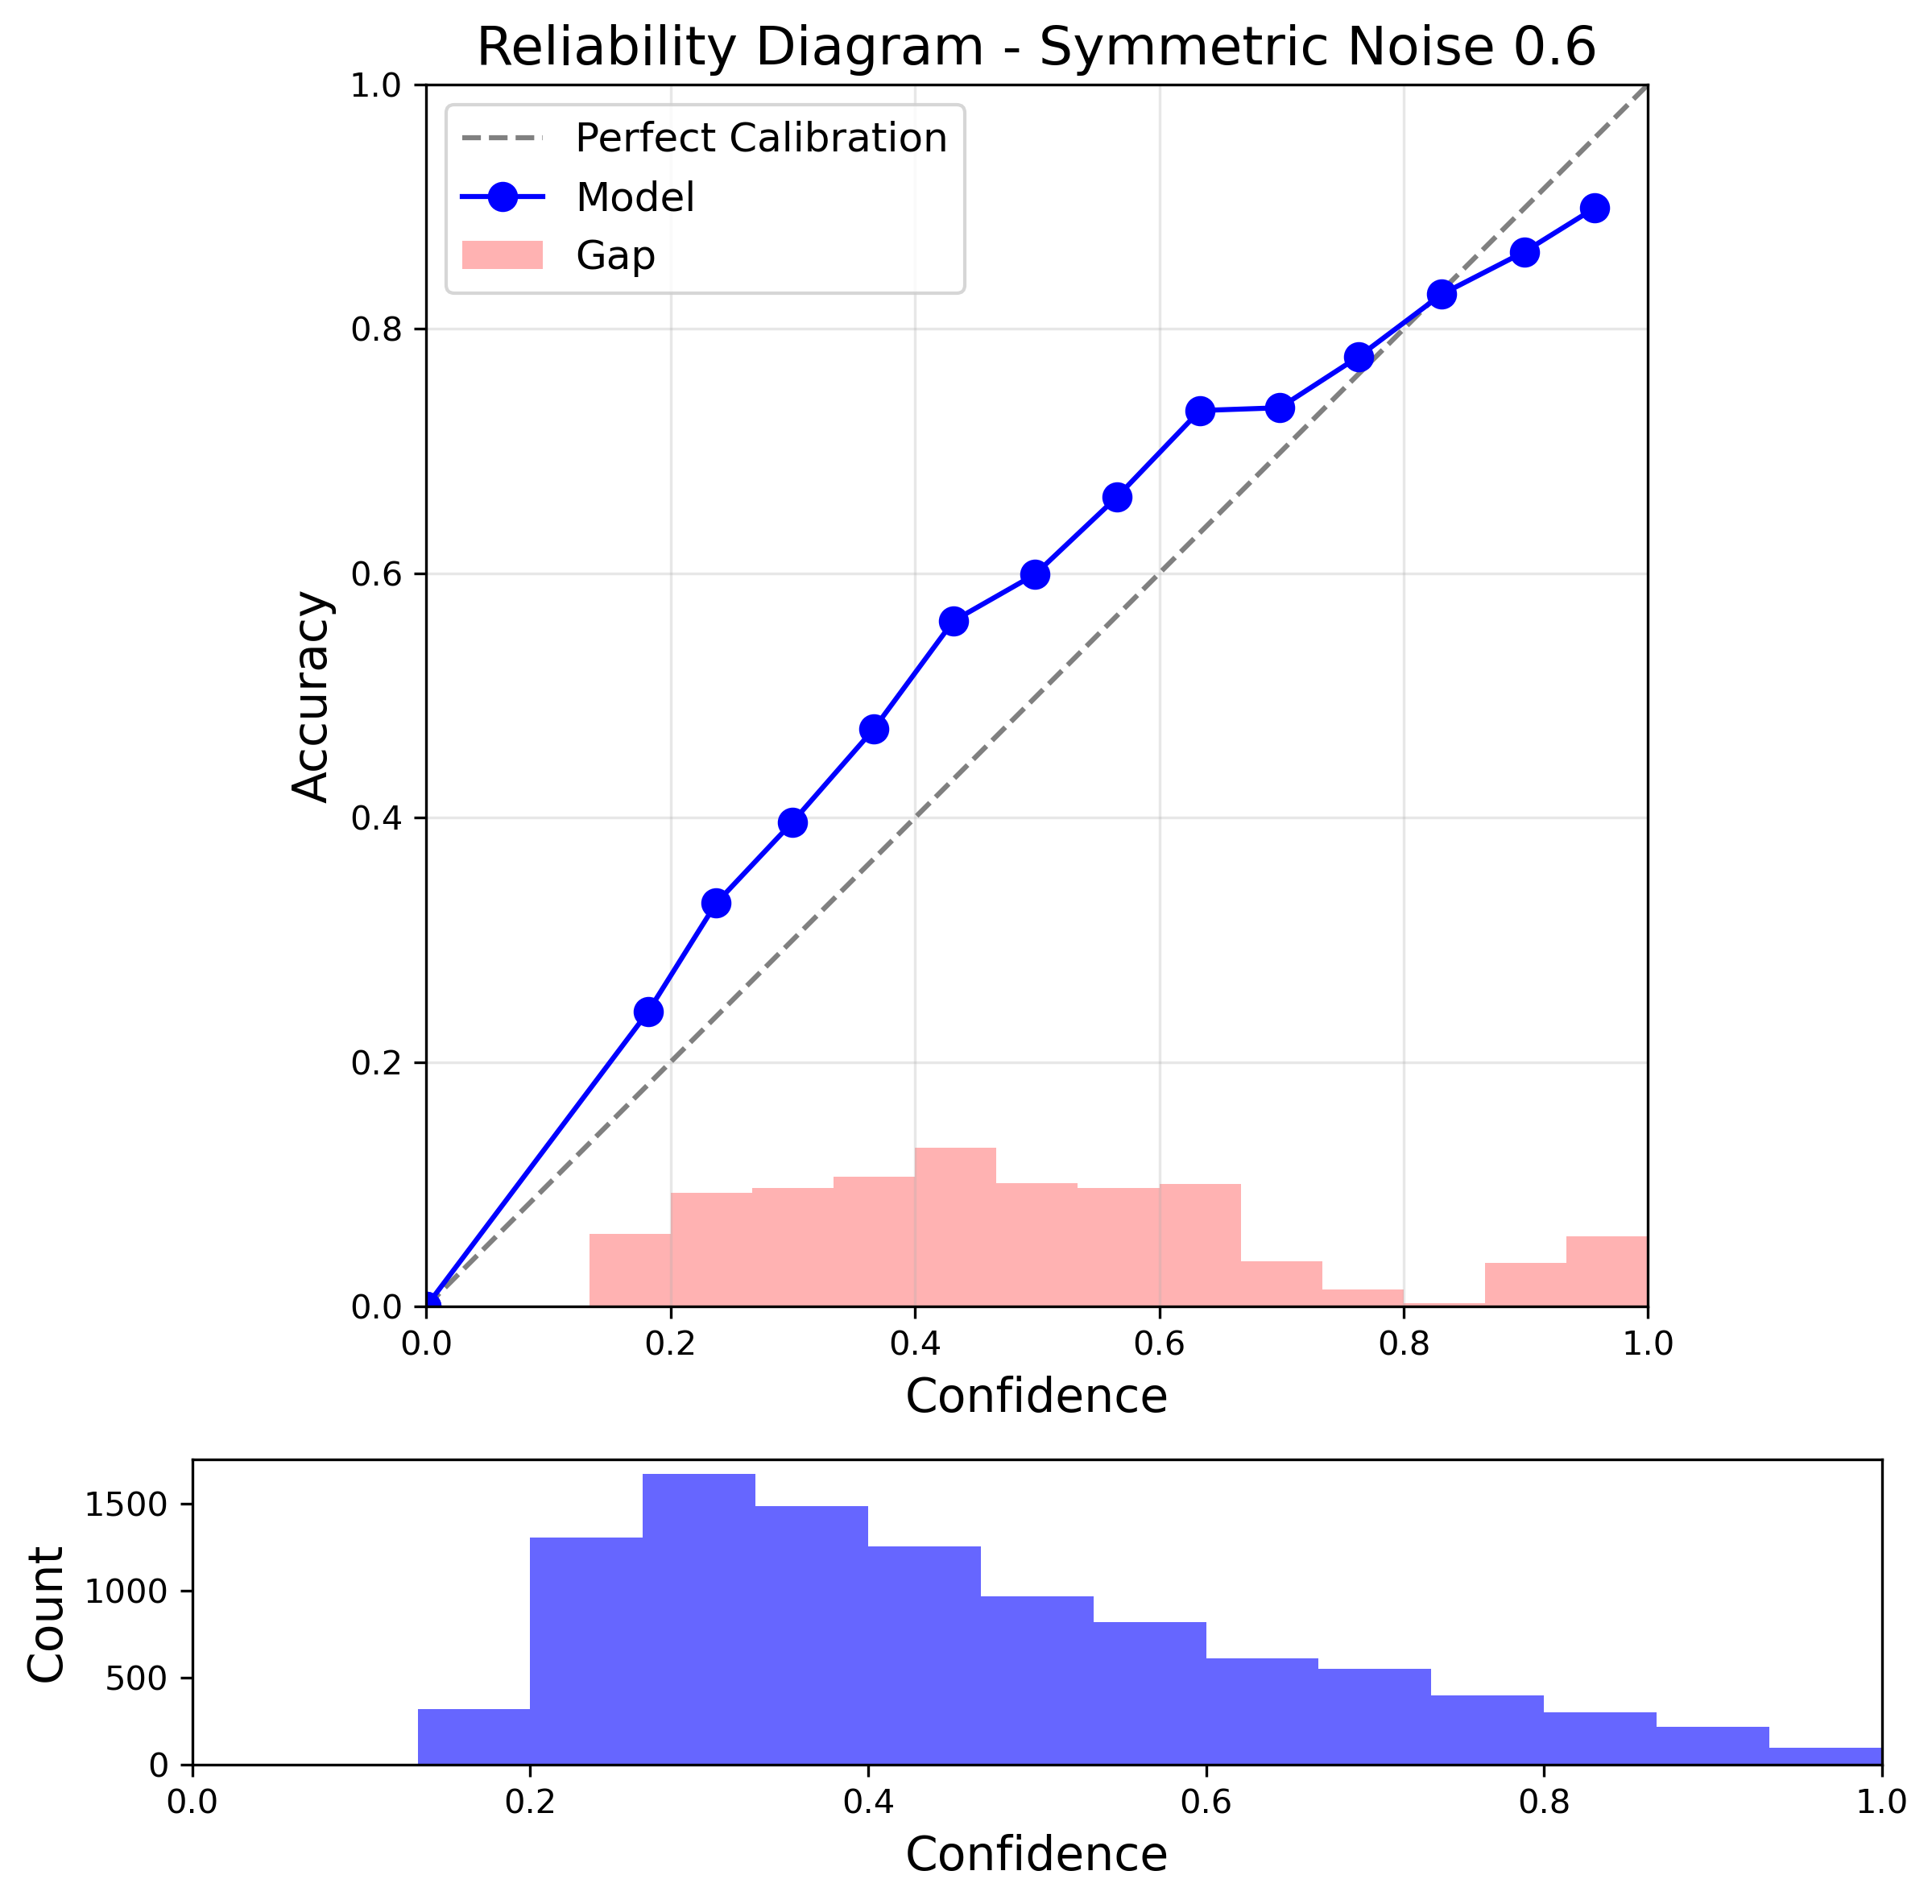 Reliability Diagram - Symmetric Noise 0.6
Perfect Calibration
Model
Gap
1.0
0.8
0.6
0.4
0.2
0.0
Accuracy
0.0 0.2 0.4 0.6 0.8 1.0
Confidence
1500
1000
500
0
Count
0.0 0.2 0.4 0.6 0.8 1.0
Confidence